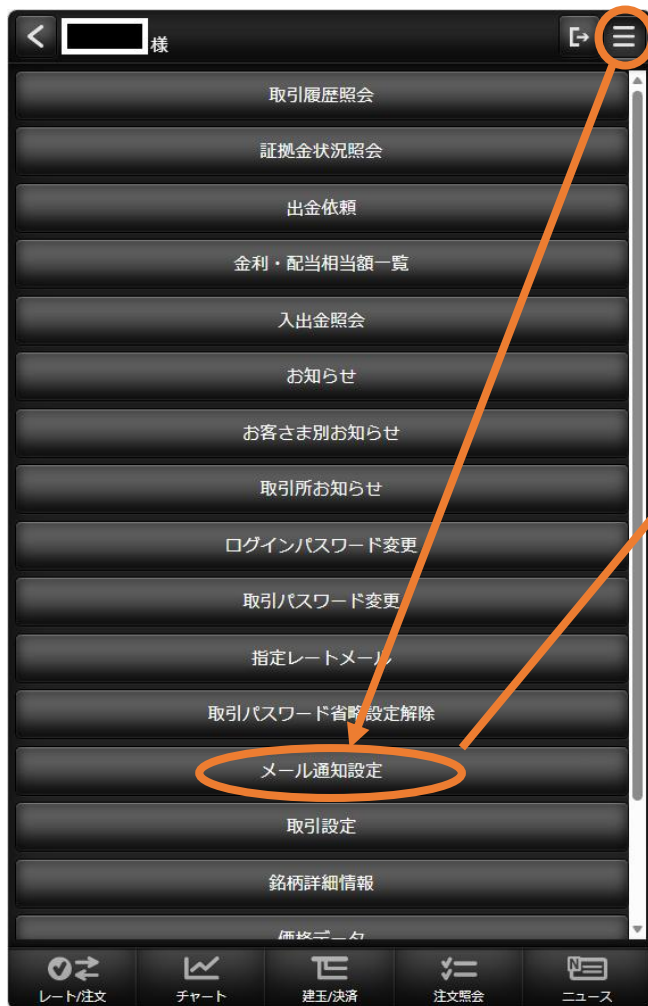 様
取引履歴照会
証拠金状況照会
出金依頼
金利・配当相当額一覧
入出金照会
お知らせ
お客さま別お知らせ
取引所お知らせ
ログインパスワード変更
取引パスワード変更
指定レートメール
取引パスワード省略設定解除
メール通知設定
取引設定
銘柄詳細情報
価格データ
レート/注文 チャート 建玉/決済 注文照会 ニュース